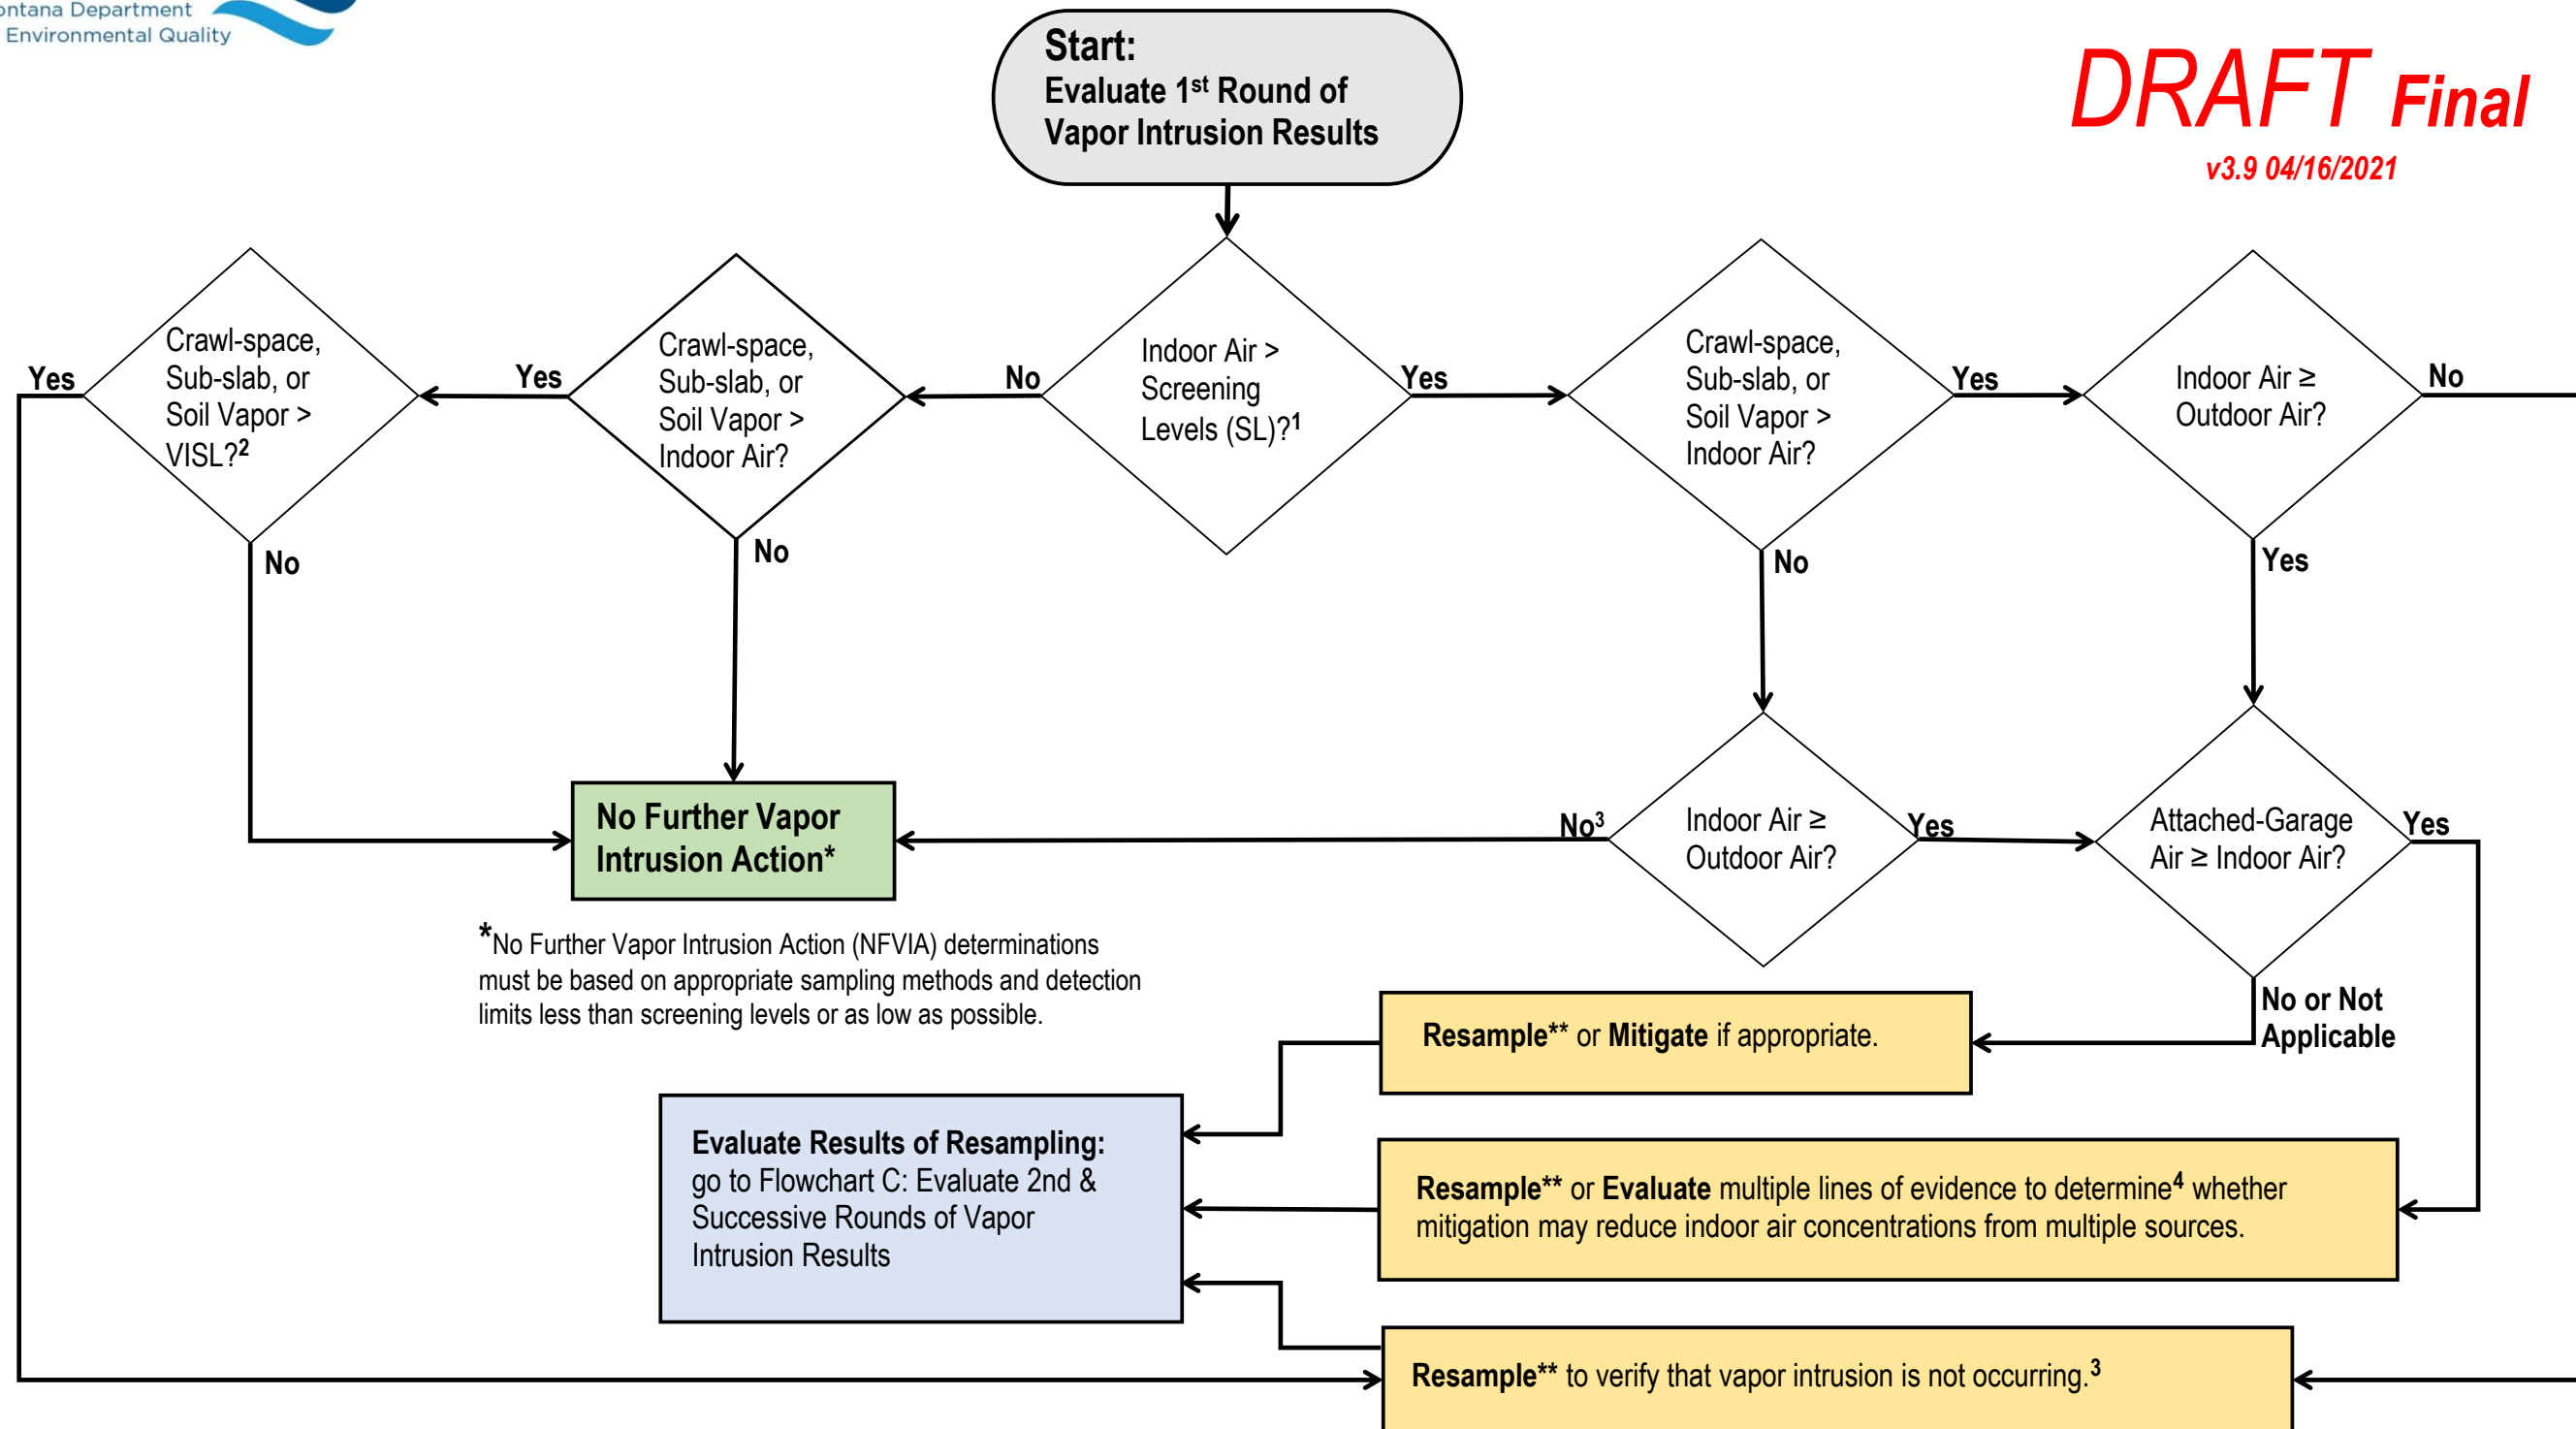 ontana Department
Environmental Quality
Start:
Evaluate 1st Round of
Vapor Intrusion Results
DRAFT Final
v3.9 04/16/2021
Crawl-space,
Sub-slab, or
Soil Vapor >
VISL?2
Yes
No
Crawl-space,
Sub-slab, or
Soil Vapor >
Indoor Air?
Yes
No
Indoor Air >
Screening
Levels (SL)?1
No
Yes
Crawl-space,
Sub-slab, or
Soil Vapor >
Indoor Air?
Yes
No
Indoor Air ≥
Outdoor Air?
No
Yes
No Further Vapor
Intrusion Action*
No3
Indoor Air ≥
Outdoor Air?
Yes
Attached-Garage
Air ≥ Indoor Air?
Yes
No or Not
Applicable
*No Further Vapor Intrusion Action (NFVIA) determinations
must be based on appropriate sampling methods and detection
limits less than screening levels or as low as possible.
Resample** or Mitigate if appropriate.
Evaluate Results of Resampling:
go to Flowchart C: Evaluate 2nd &
Successive Rounds of Vapor
Intrusion Results
Resample** or Evaluate multiple lines of evidence to determine4 whether
mitigation may reduce indoor air concentrations from multiple sources.
Resample** to verify that vapor intrusion is not occurring.3